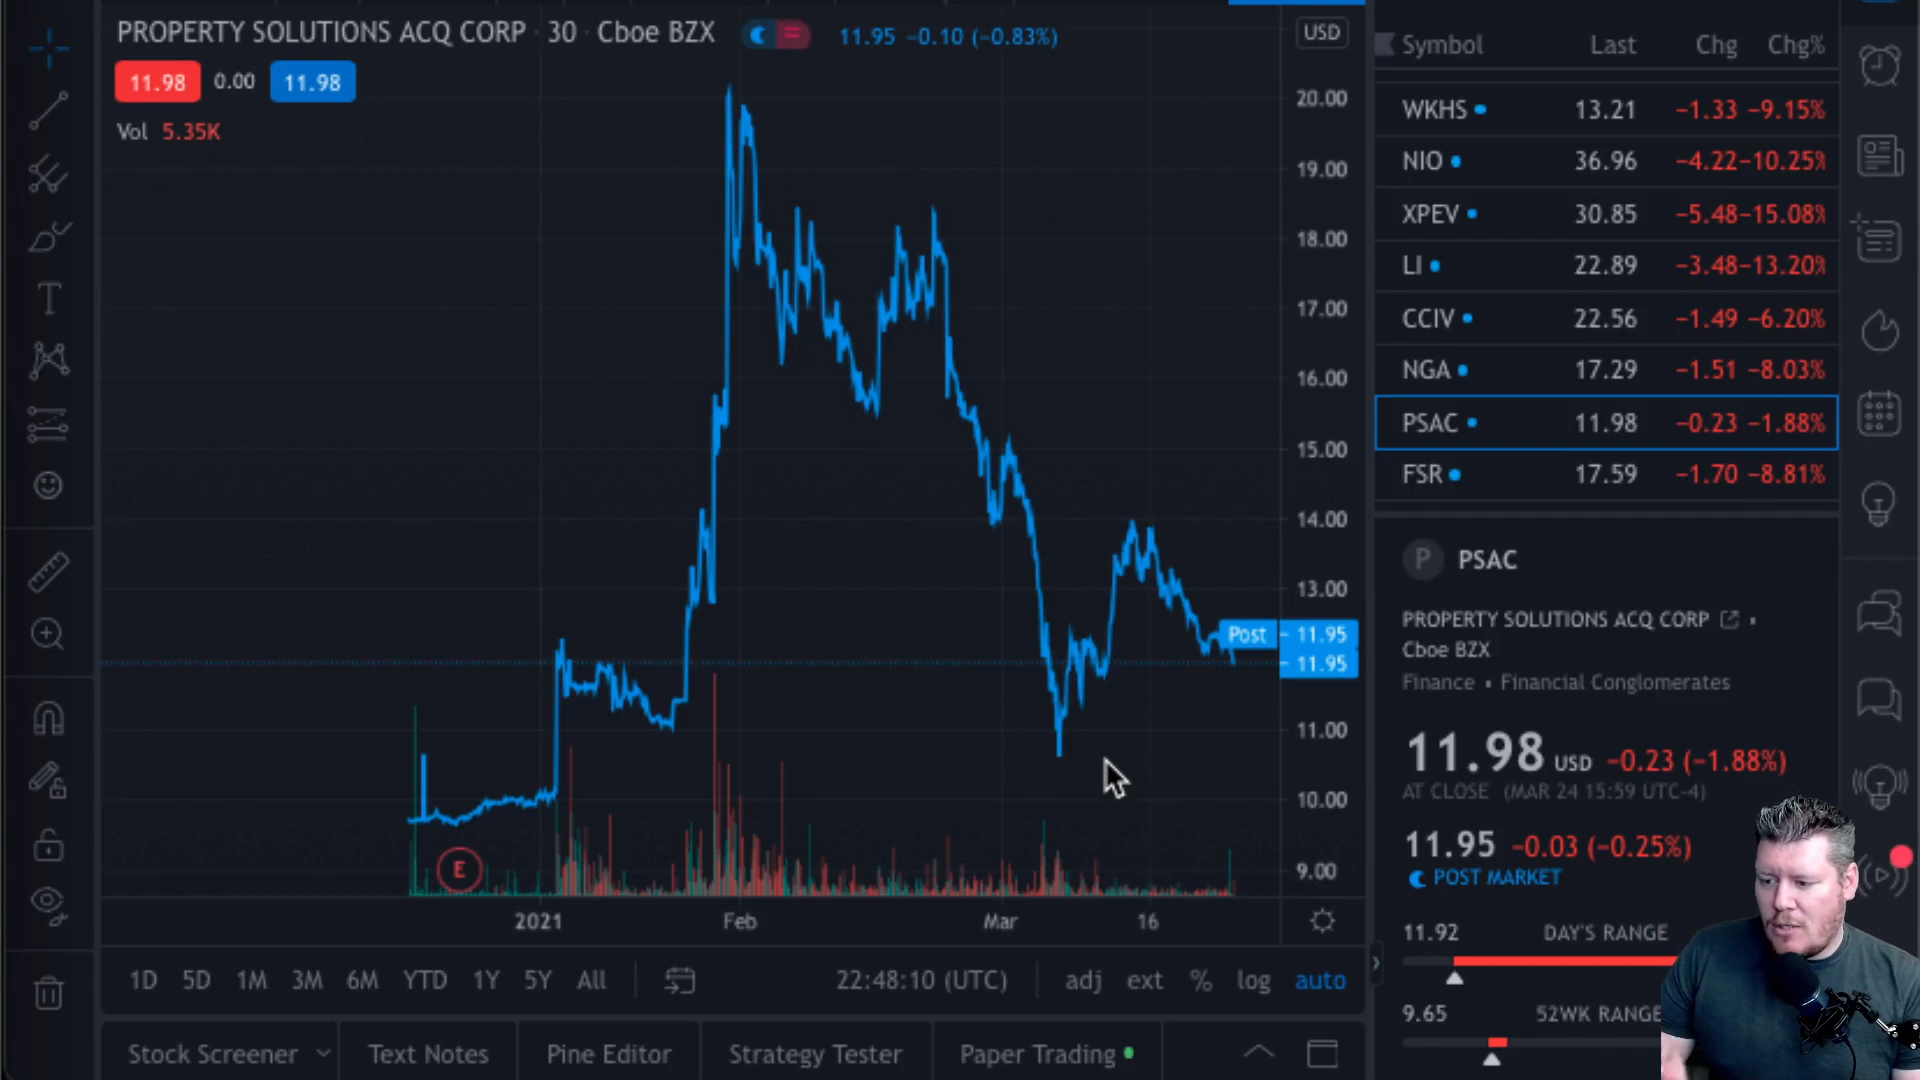 PROPERTY SOLUTIONS ACQ CORP · 30 · Cboe BZX
11.95 −0.10 (−0.83%)
11.98 0.00 11.98
Vol 5.35K
USD
20.00
19.00
18.00
17.00
16.00
15.00
14.00
13.00
Post 11.95
11.95
11.00
10.00
9.00
E
2021 Feb Mar 16
1D 5D 1M 3M 6M YTD 1Y 5Y All
22:48:10 (UTC) adj ext % log auto
Stock Screener Text Notes Pine Editor Strategy Tester Paper Trading
Symbol Last Chg Chg%
WKHS 13.21 −1.33 −9.15%
NIO 36.96 −4.22 −10.25%
XPEV 30.85 −5.48 −15.08%
LI 22.89 −3.48 −13.20%
CCIV 22.56 −1.49 −6.20%
NGA 17.29 −1.51 −8.03%
PSAC 11.98 −0.23 −1.88%
FSR 17.59 −1.70 −8.81%
P PSAC
PROPERTY SOLUTIONS ACQ CORP
Cboe BZX
Finance • Financial Conglomerates
11.98 USD −0.23 (−1.88%)
AT CLOSE (MAR 24 15:59 UTC-4)
11.95 −0.03 (−0.25%)
POST MARKET
11.92 DAY'S RANGE
9.65 52WK RANGE
T